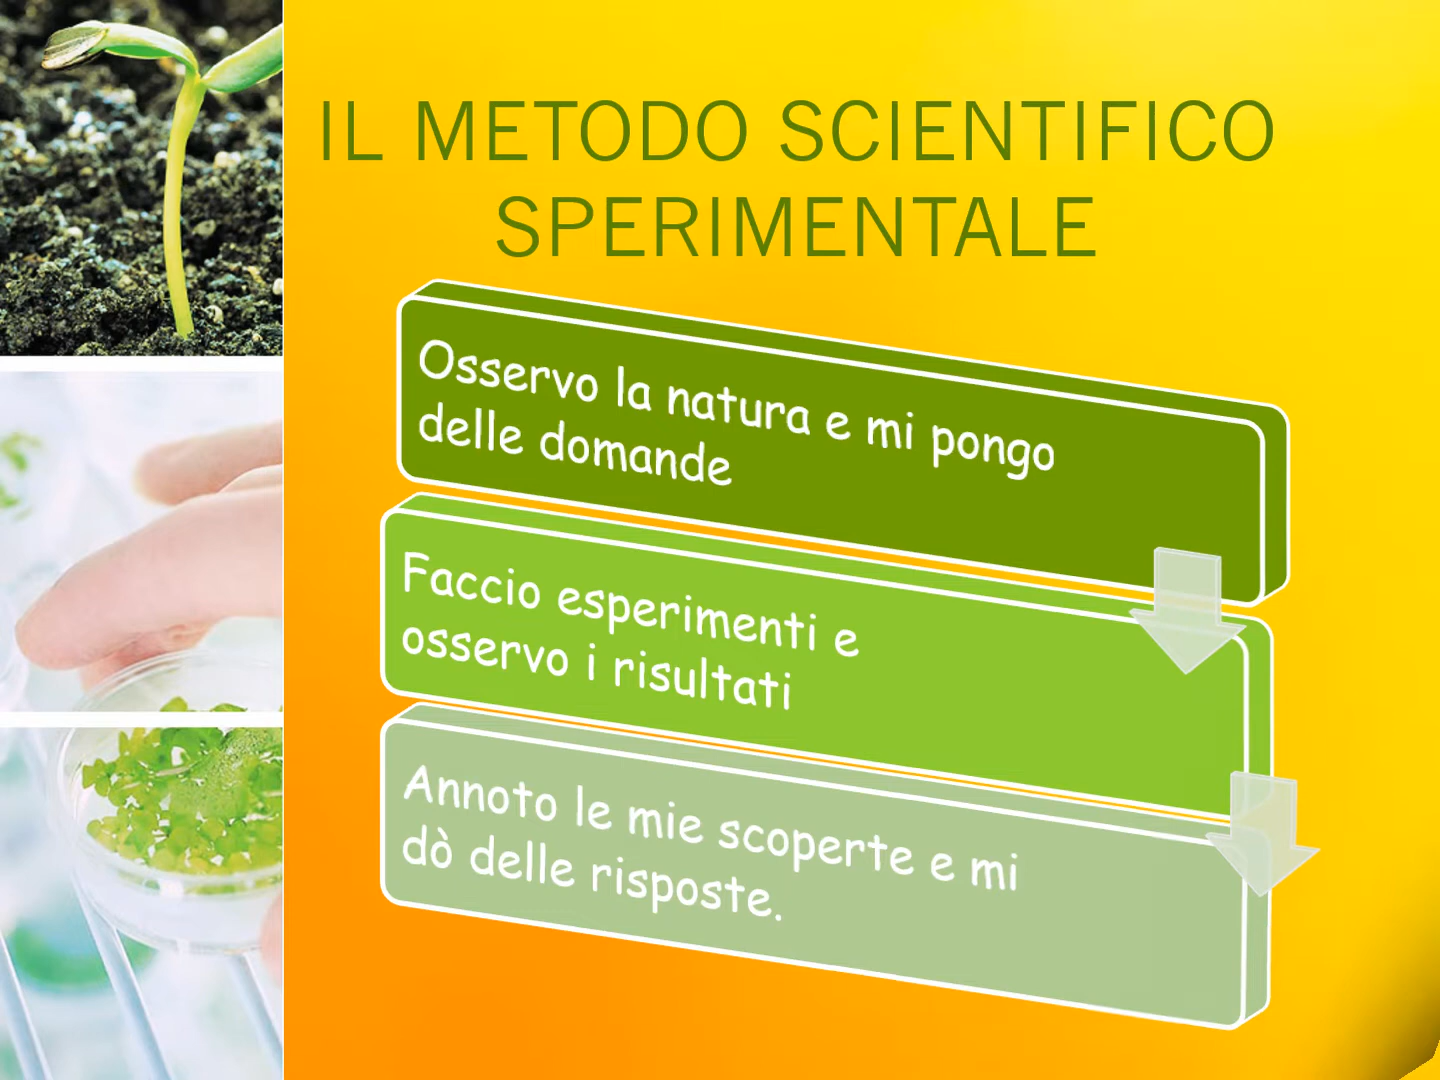 IL METODO SCIENTIFICO
SPERIMENTALE
Osservo la natura e mi pongo
delle domande
Faccio esperimenti e
osservo i risultati
Annoto le mie scoperte e mi
dò delle risposte.